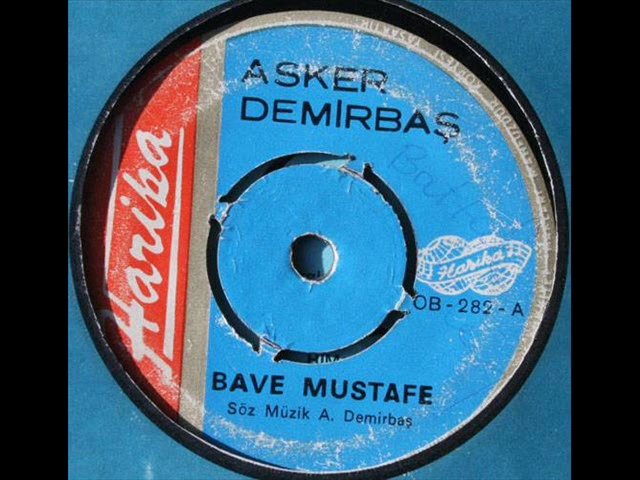 ASKER
DEMİRBAŞ
Harika
Harika
OB-282-A
BAVE MUSTAFE
Söz Müzik A. Demirbaş